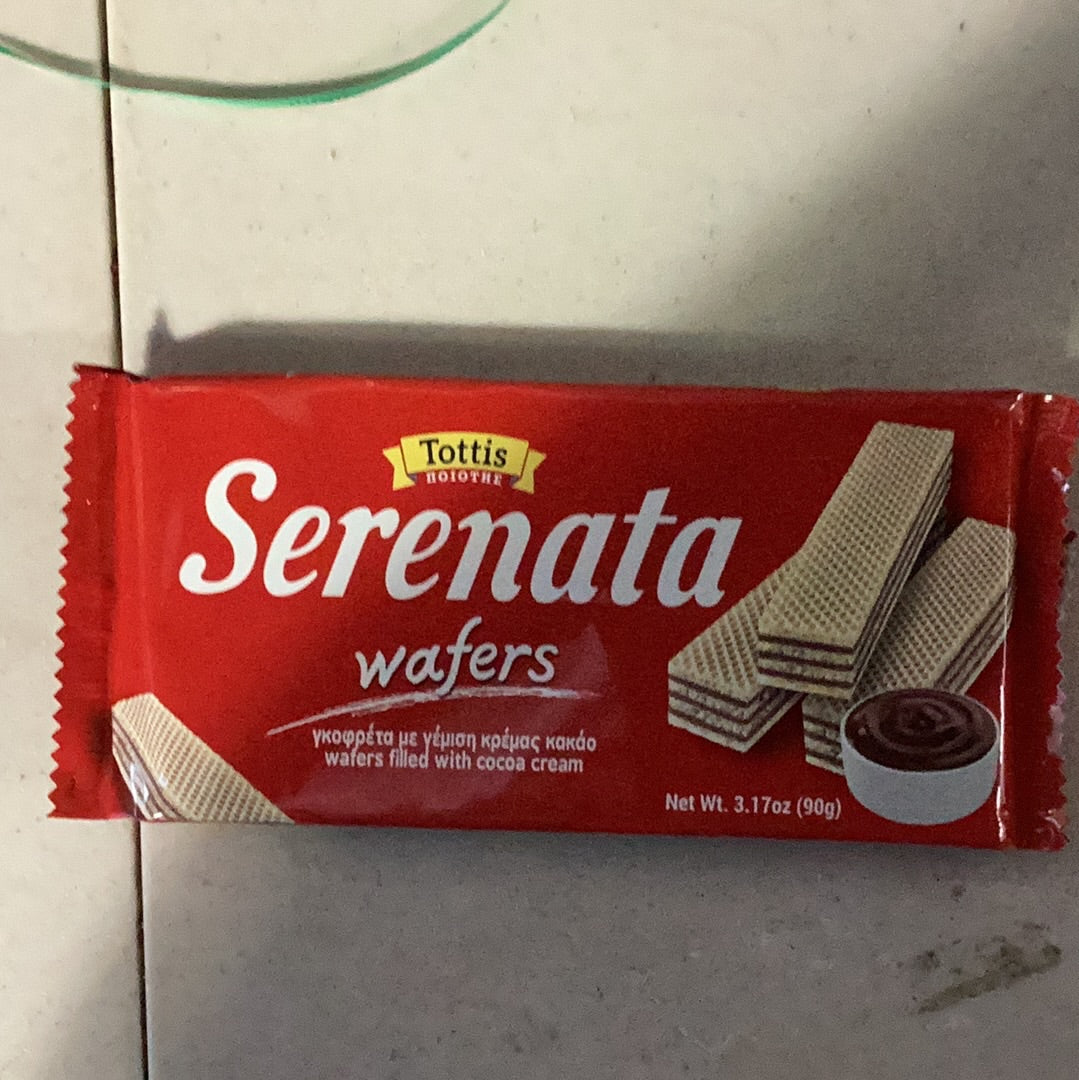 Tottis
ΠΟΙΟΤΗΣ
Serenata
wafers
γκοφρέτα με γέμιση κρέμας κακάο
wafers filled with cocoa cream
Net Wt. 3.17oz (90g)